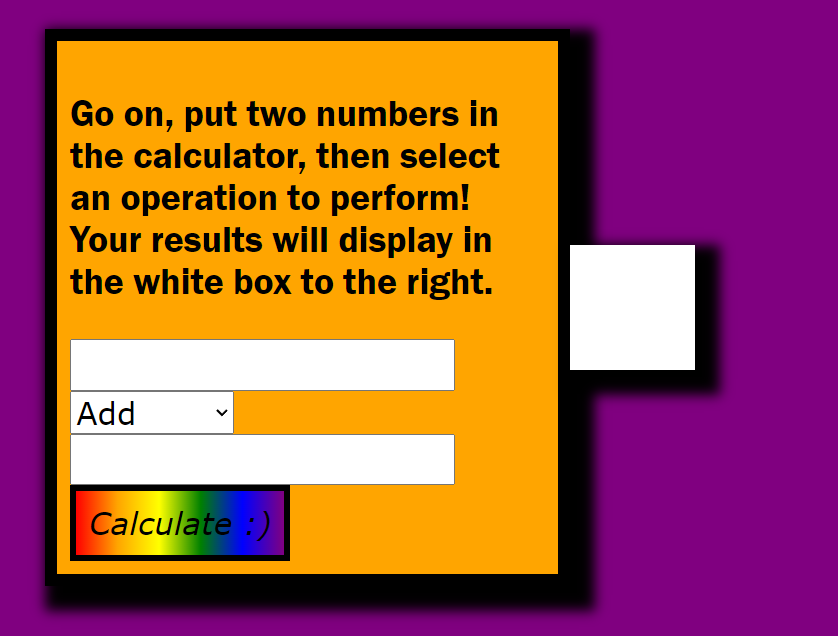 Go on, put two numbers in
the calculator, then select
an operation to perform!
Your results will display in
the white box to the right.
Add
Calculate :)